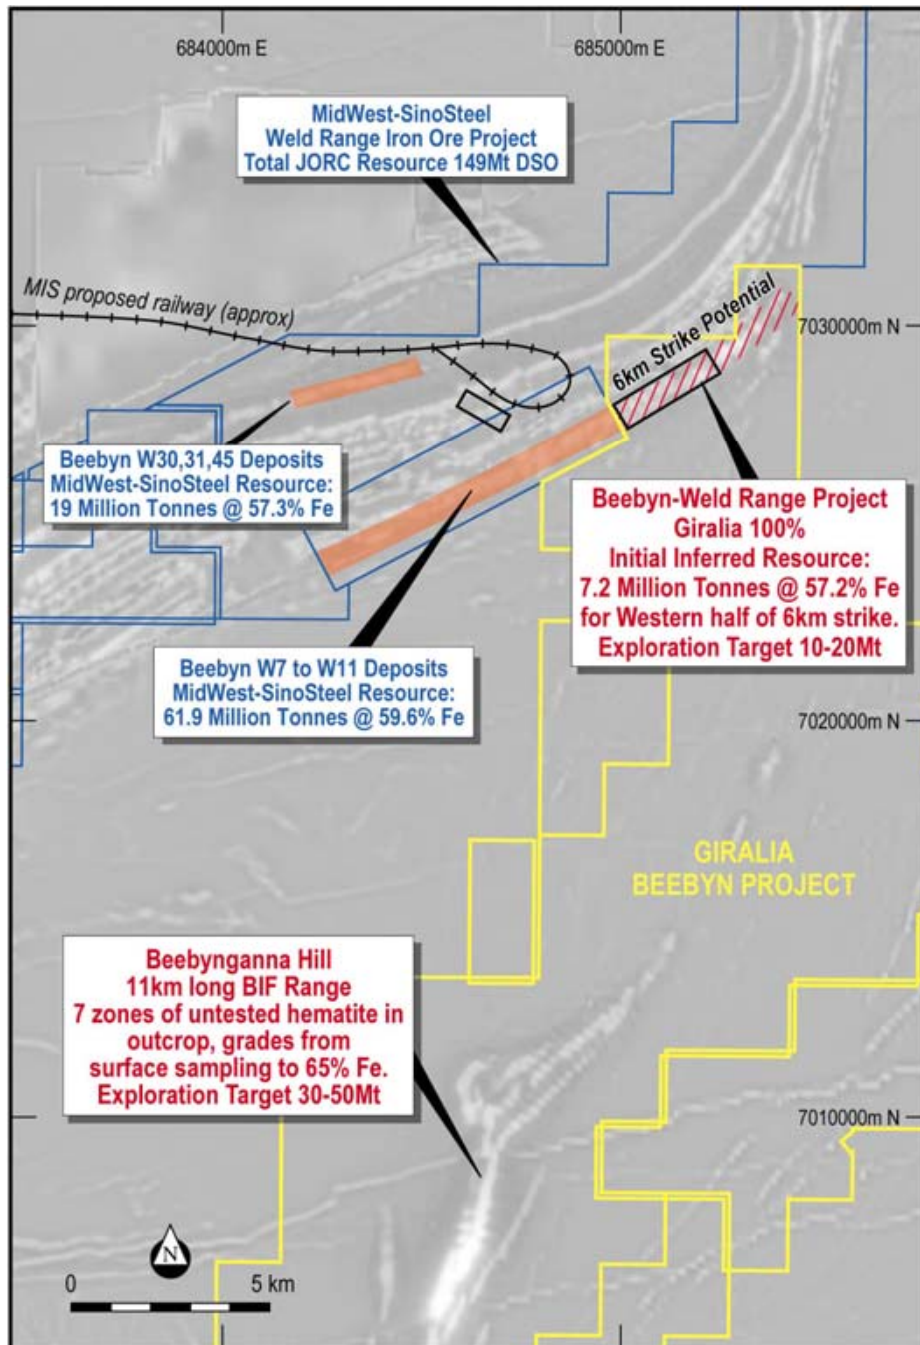 684000m E
685000m E
MidWest-SinoSteel
Weld Range Iron Ore Project
Total JORC Resource 149Mt DSO
MIS proposed railway (approx)
6km Strike Potential
7030000m N
Beebyn W30,31,45 Deposits
MidWest-SinoSteel Resource:
19 Million Tonnes @ 57.3% Fe
Beebyn-Weld Range Project
Giralia 100%
Initial Inferred Resource:
7.2 Million Tonnes @ 57.2% Fe
for Western half of 6km strike.
Exploration Target 10-20Mt
Beebyn W7 to W11 Deposits
MidWest-SinoSteel Resource:
61.9 Million Tonnes @ 59.6% Fe
7020000m N
GIRALIA
BEEBYN PROJECT
Beebynganna Hill
11km long BIF Range
7 zones of untested hematite in
outcrop, grades from
surface sampling to 65% Fe.
Exploration Target 30-50Mt
7010000m N
N
0 5 km